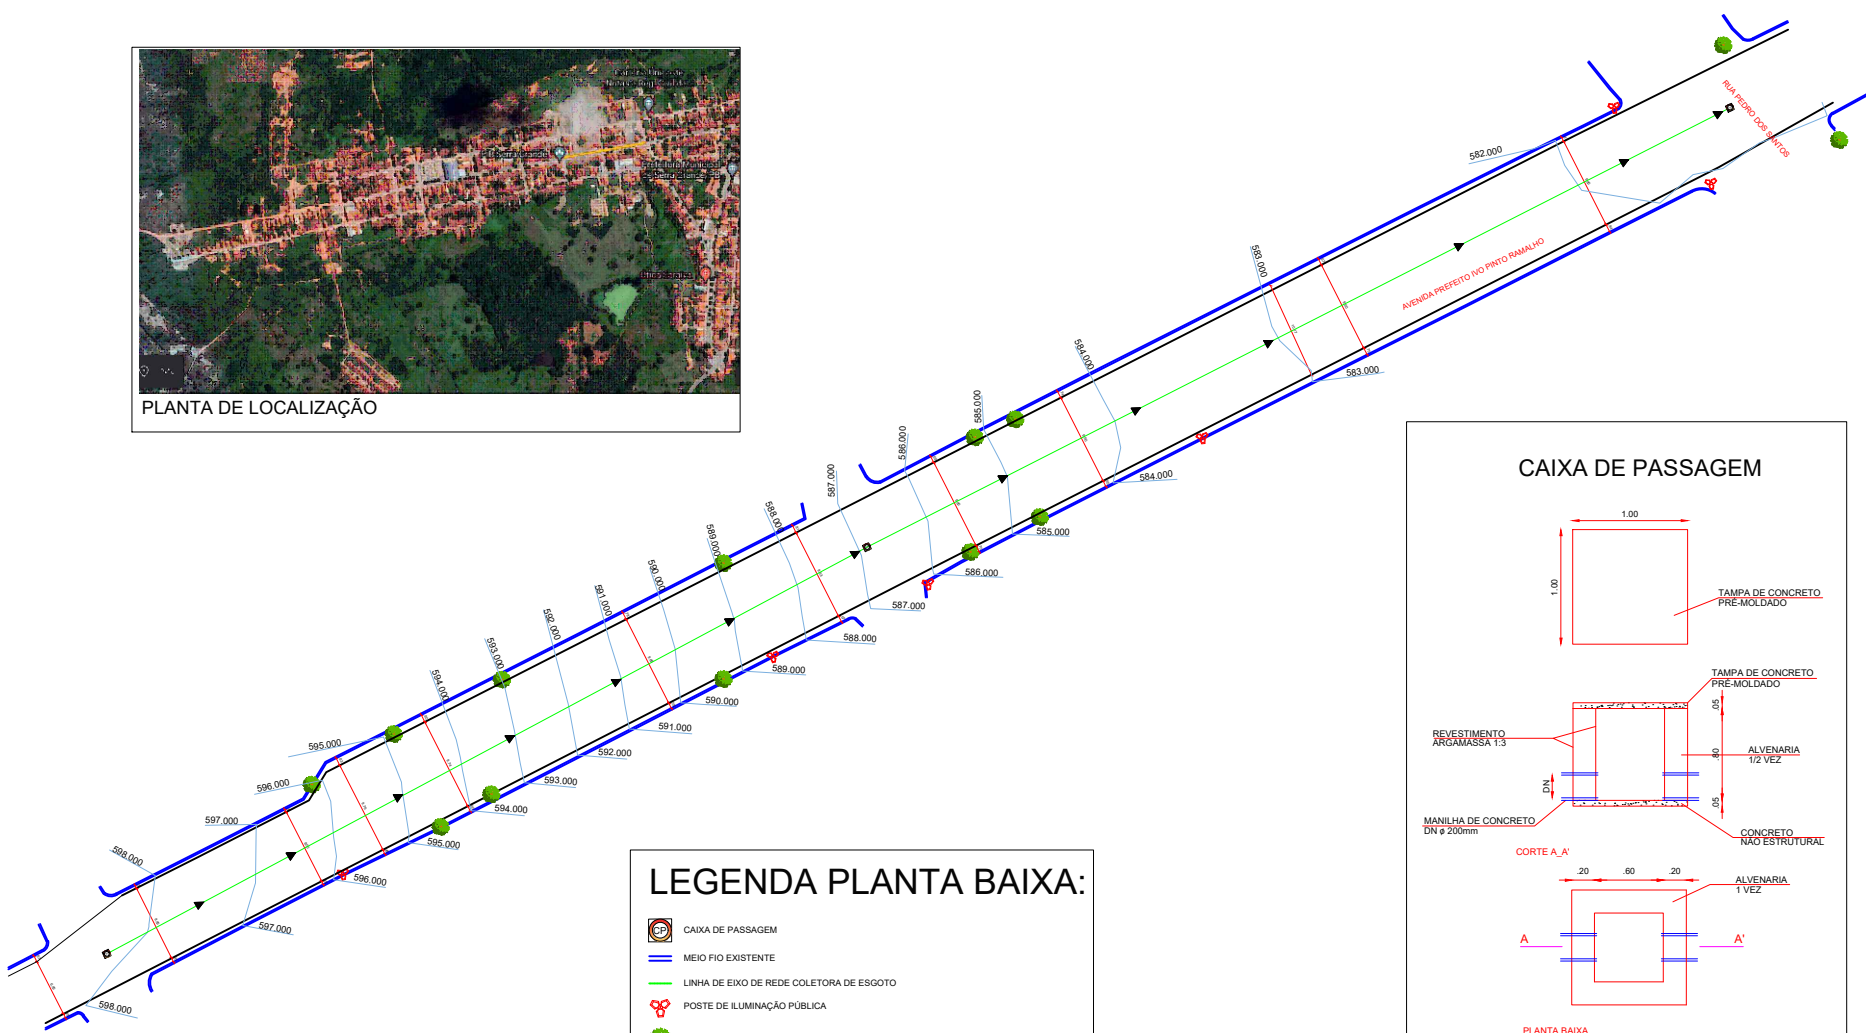 PLANTA DE LOCALIZAÇÃO
RUA PEDRO DOS SANTOS
AVENIDA PREFEITO IVO PINTO RAMALHO
582.000
583.000
583.000
584.000
584.000
585.000
585.000
586.000
586.000
587.000
587.000
588.00
588.000
589.000
589.000
590.000
590.000
591.000
591.000
592.000
592.000
593.000
593.000
594.000
594.000
595.000
595.000
596.000
596.000
597.000
597.000
598.000
598.000
CAIXA DE PASSAGEM
1.00
1.00
TAMPA DE CONCRETO
PRÉ-MOLDADO
TAMPA DE CONCRETO
PRÉ-MOLDADO
.05
REVESTIMENTO
ARGAMASSA 1:3
ALVENARIA
1/2 VEZ
.80
DN
.05
MANILHA DE CONCRETO
DN ø 200mm
CONCRETO
NÃO ESTRUTURAL
CORTE A_A'
.20 .60 .20
ALVENARIA
1 VEZ
A A'
PLANTA BAIXA
LEGENDA PLANTA BAIXA:
CP CAIXA DE PASSAGEM
MEIO FIO EXISTENTE
LINHA DE EIXO DE REDE COLETORA DE ESGOTO
POSTE DE ILUMINAÇÃO PÚBLICA